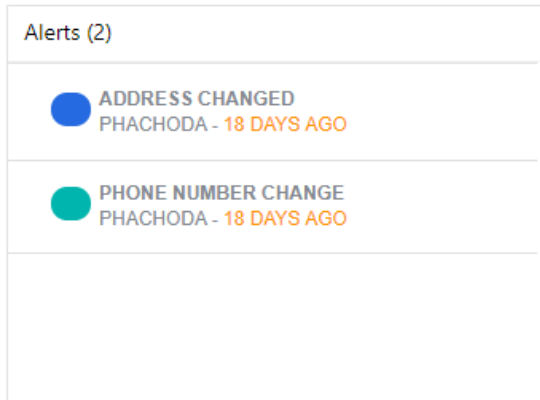 Alerts (2)
ADDRESS CHANGED
PHACHODA - 18 DAYS AGO
PHONE NUMBER CHANGE
PHACHODA - 18 DAYS AGO